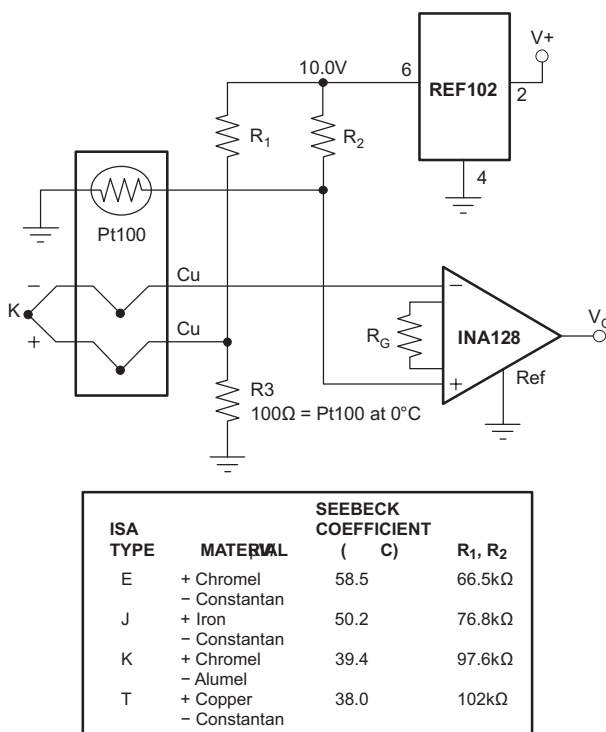 V+
10.0V
6
REF102
2
R1
R2
4
Pt100
−
Cu
K
Cu
+
−
RG
INA128
VO
+
Ref
R3
100Ω = Pt100 at 0°C
SEEBECK
ISA COEFFICIENT
TYPE MATERIAL ( C) R1, R2
E + Chromel 58.5 66.5kΩ
− Constantan
J + Iron 50.2 76.8kΩ
− Constantan
K + Chromel 39.4 97.6kΩ
− Alumel
T + Copper 38.0 102kΩ
− Constantan